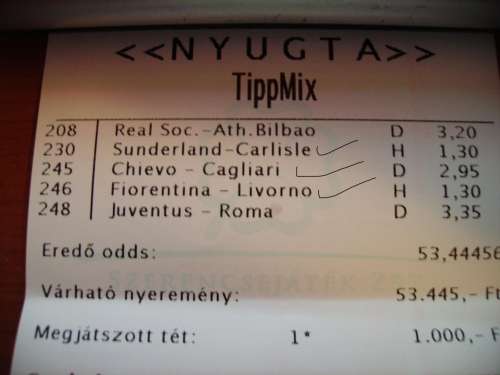 <<NYUGTA>>
TippMix
208 Real Soc.-Ath.Bilbao D 3,20
230 Sunderland-Carlisle H 1,30
245 Chievo - Cagliari D 2,95
246 Fiorentina - Livorno H 1,30
248 Juventus - Roma D 3,35
Eredő odds: 53,44456
SZERENCSEJÁTÉK ZRT
Várható nyeremény: 53.445,- Ft
Megjátszott tét: 1* 1.000,- F